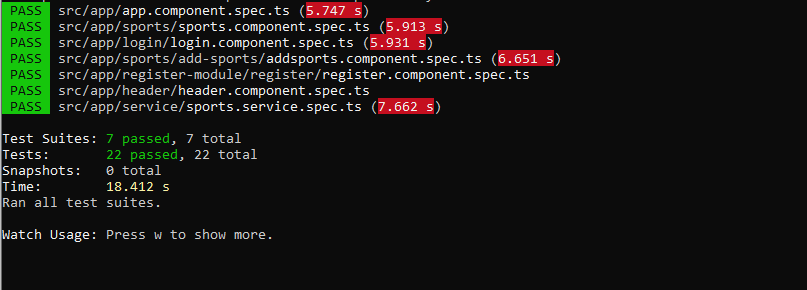 PASS src/app/app.component.spec.ts (5.747 s)
PASS src/app/sports/sports.component.spec.ts (5.913 s)
PASS src/app/login/login.component.spec.ts (5.931 s)
PASS src/app/sports/add-sports/addsports.component.spec.ts (6.651 s)
PASS src/app/register-module/register/register.component.spec.ts
PASS src/app/header/header.component.spec.ts
PASS src/app/service/sports.service.spec.ts (7.662 s)
Test Suites: 7 passed, 7 total
Tests: 22 passed, 22 total
Snapshots: 0 total
Time: 18.412 s
Ran all test suites.
Watch Usage: Press w to show more.